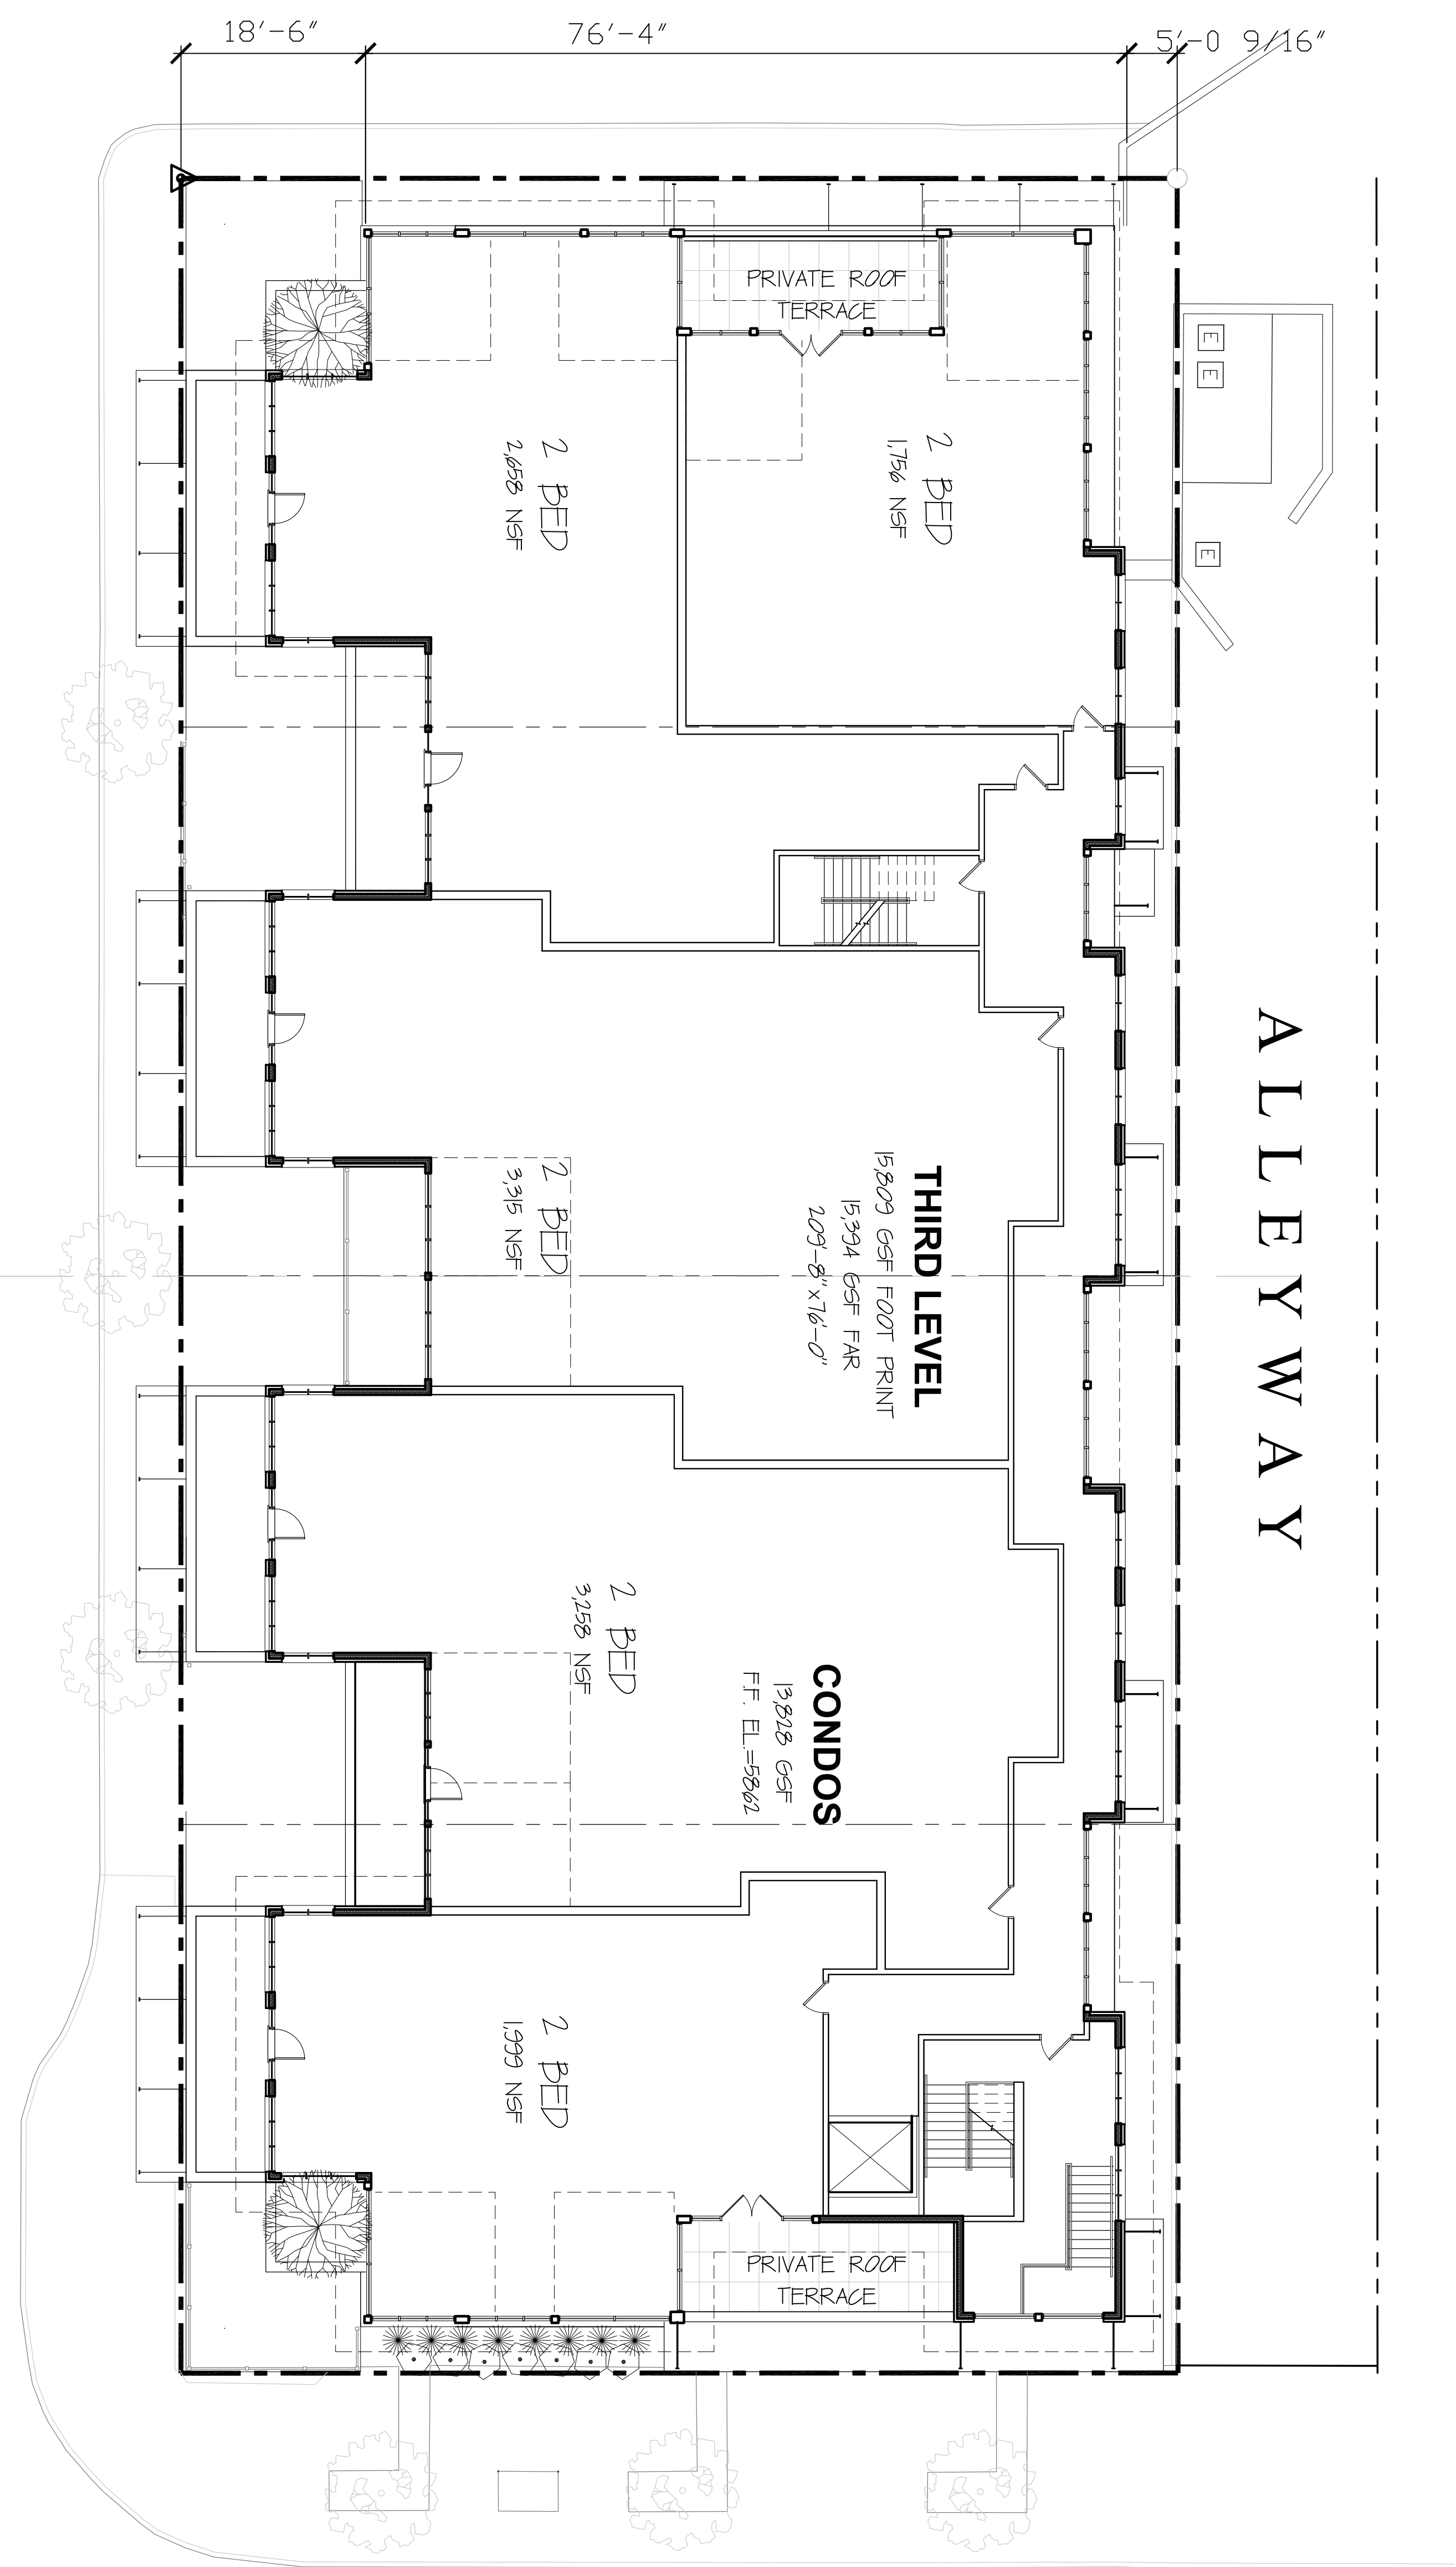 18'-6"
76'-4"
5'-0 9/16"
PRIVATE ROOF
TERRACE
E
E
E
2 BED
2,658 NSF
2 BED
1,756 NSF
ALLEYWAY
THIRD LEVEL
15,809 GSF FOOT PRINT
15,394 GSF FAR
209'-8"x76'-0"
2 BED
3,315 NSF
2 BED
3,258 NSF
CONDOS
13,828 GSF
F.F. EL.=5862
2 BED
1,999 NSF
PRIVATE ROOF
TERRACE